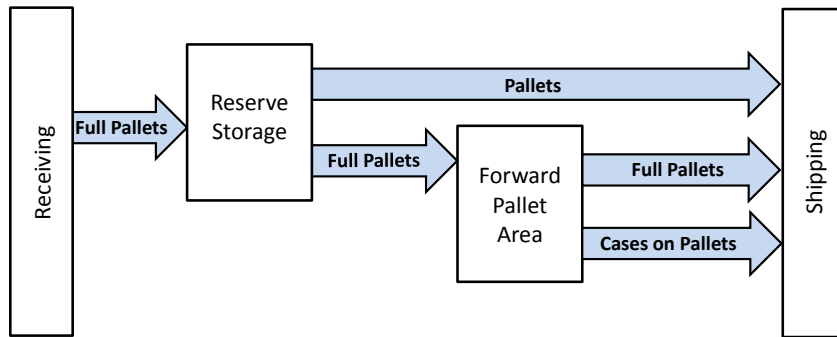 Receiving
Full Pallets
Reserve
Storage
Pallets
Full Pallets
Forward
Pallet
Area
Full Pallets
Cases on Pallets
Shipping